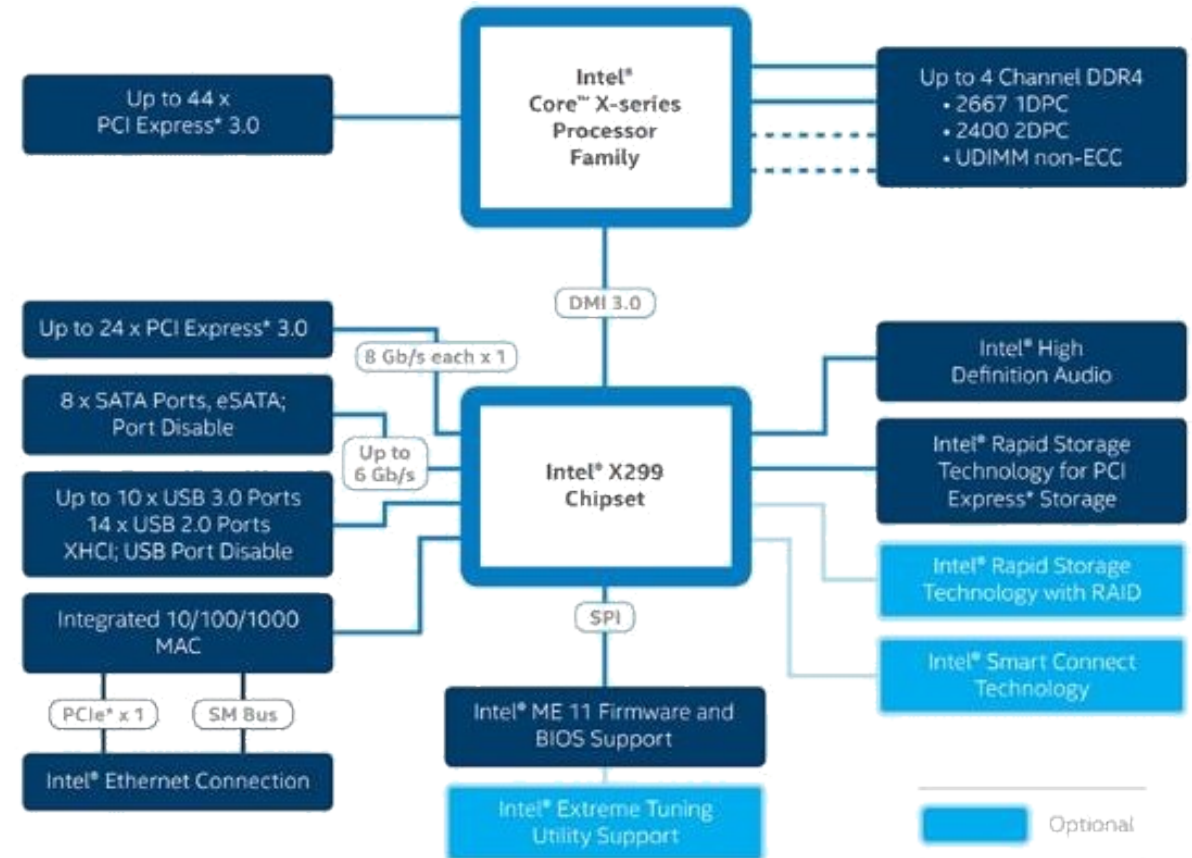 Intel®
Core™ X-series
Processor
Family
Up to 44 x
PCI Express* 3.0
Up to 4 Channel DDR4
• 2667 1DPC
• 2400 2DPC
• UDIMM non-ECC
DMI 3.0
Up to 24 x PCI Express* 3.0
8 Gb/s each x 1
8 x SATA Ports, eSATA;
Port Disable
Up to
6 Gb/s
Up to 10 x USB 3.0 Ports
14 x USB 2.0 Ports
XHCI; USB Port Disable
Integrated 10/100/1000
MAC
PCIe* x 1
SM Bus
Intel® Ethernet Connection
Intel® X299
Chipset
SPI
Intel® ME 11 Firmware and
BIOS Support
Intel® Extreme Tuning
Utility Support
Intel® High
Definition Audio
Intel® Rapid Storage
Technology for PCI
Express* Storage
Intel® Rapid Storage
Technology with RAID
Intel® Smart Connect
Technology
Optional